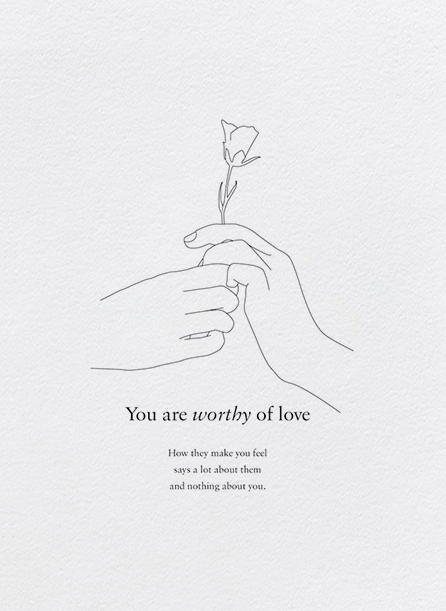 You are worthy of love
How they make you feel
says a lot about them
and nothing about you.